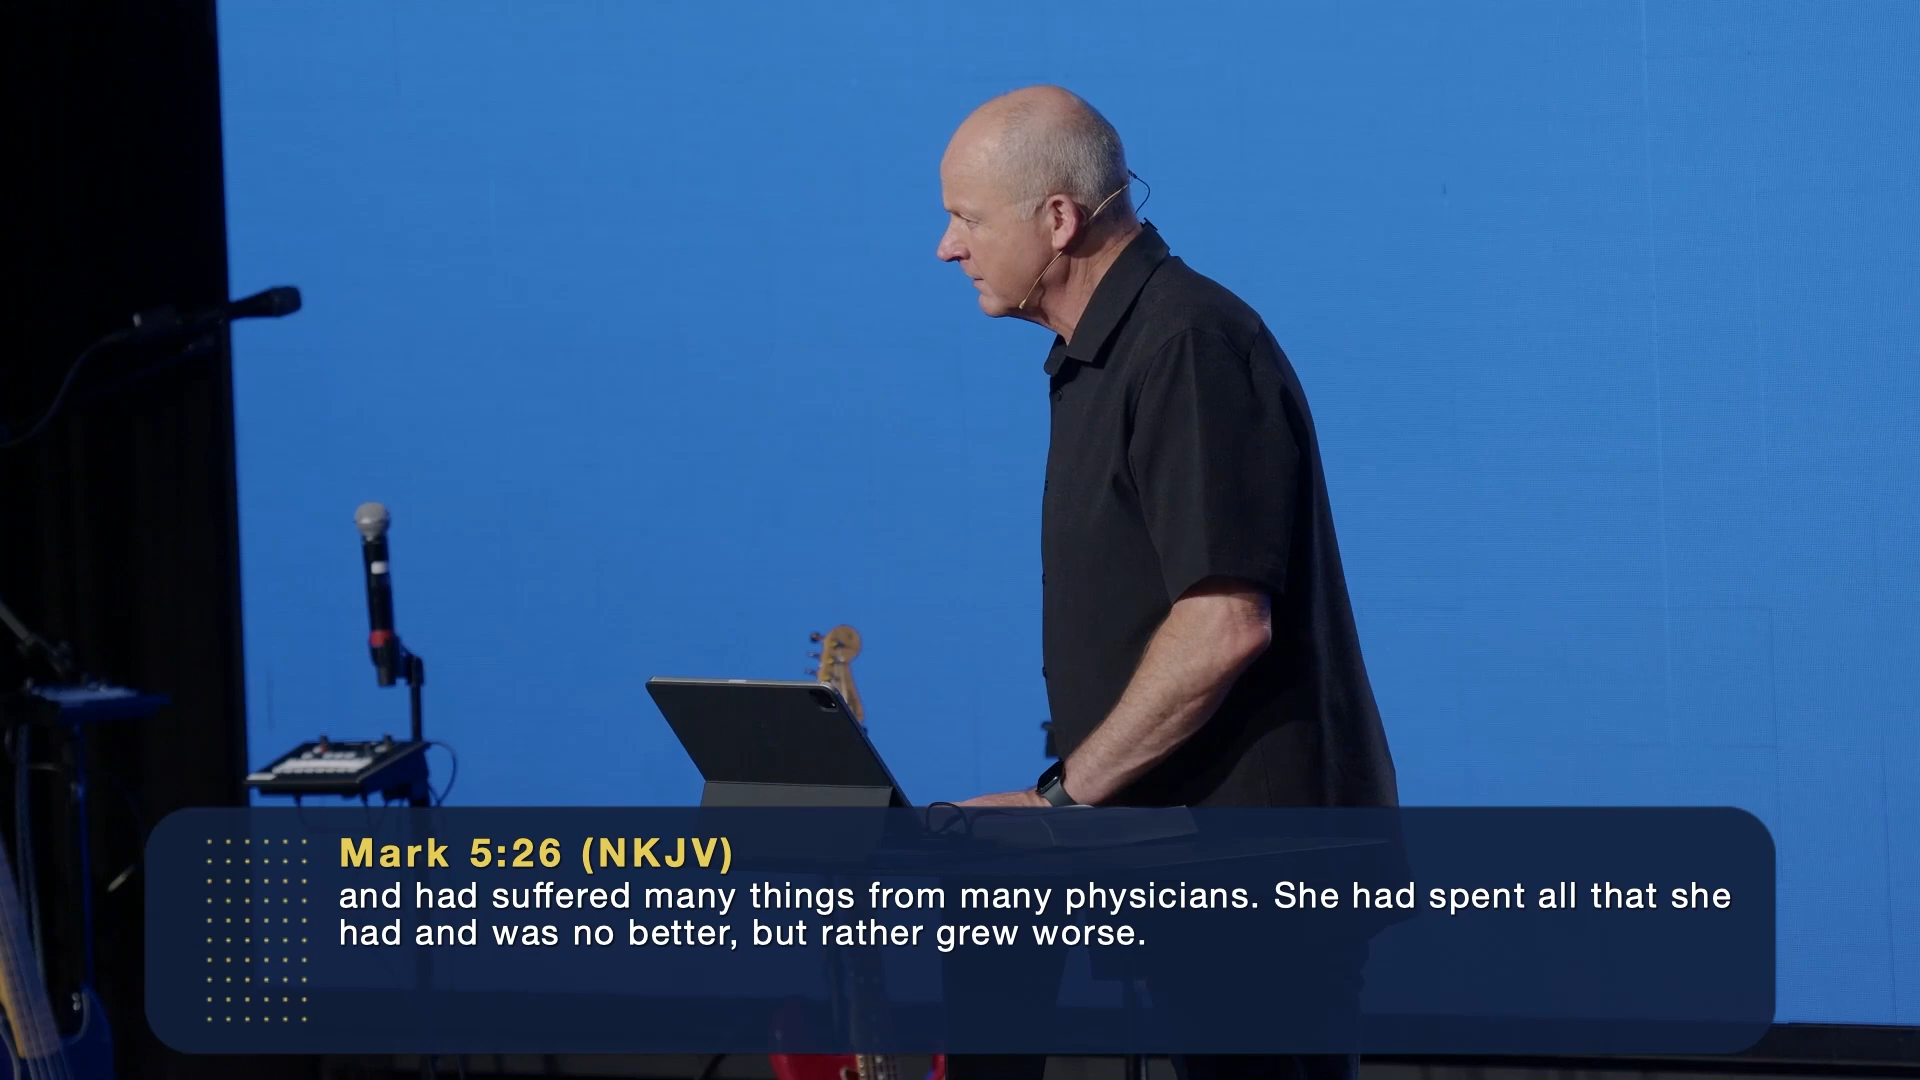 Mark 5:26 (NKJV)
and had suffered many things from many physicians. She had spent all that she
had and was no better, but rather grew worse.